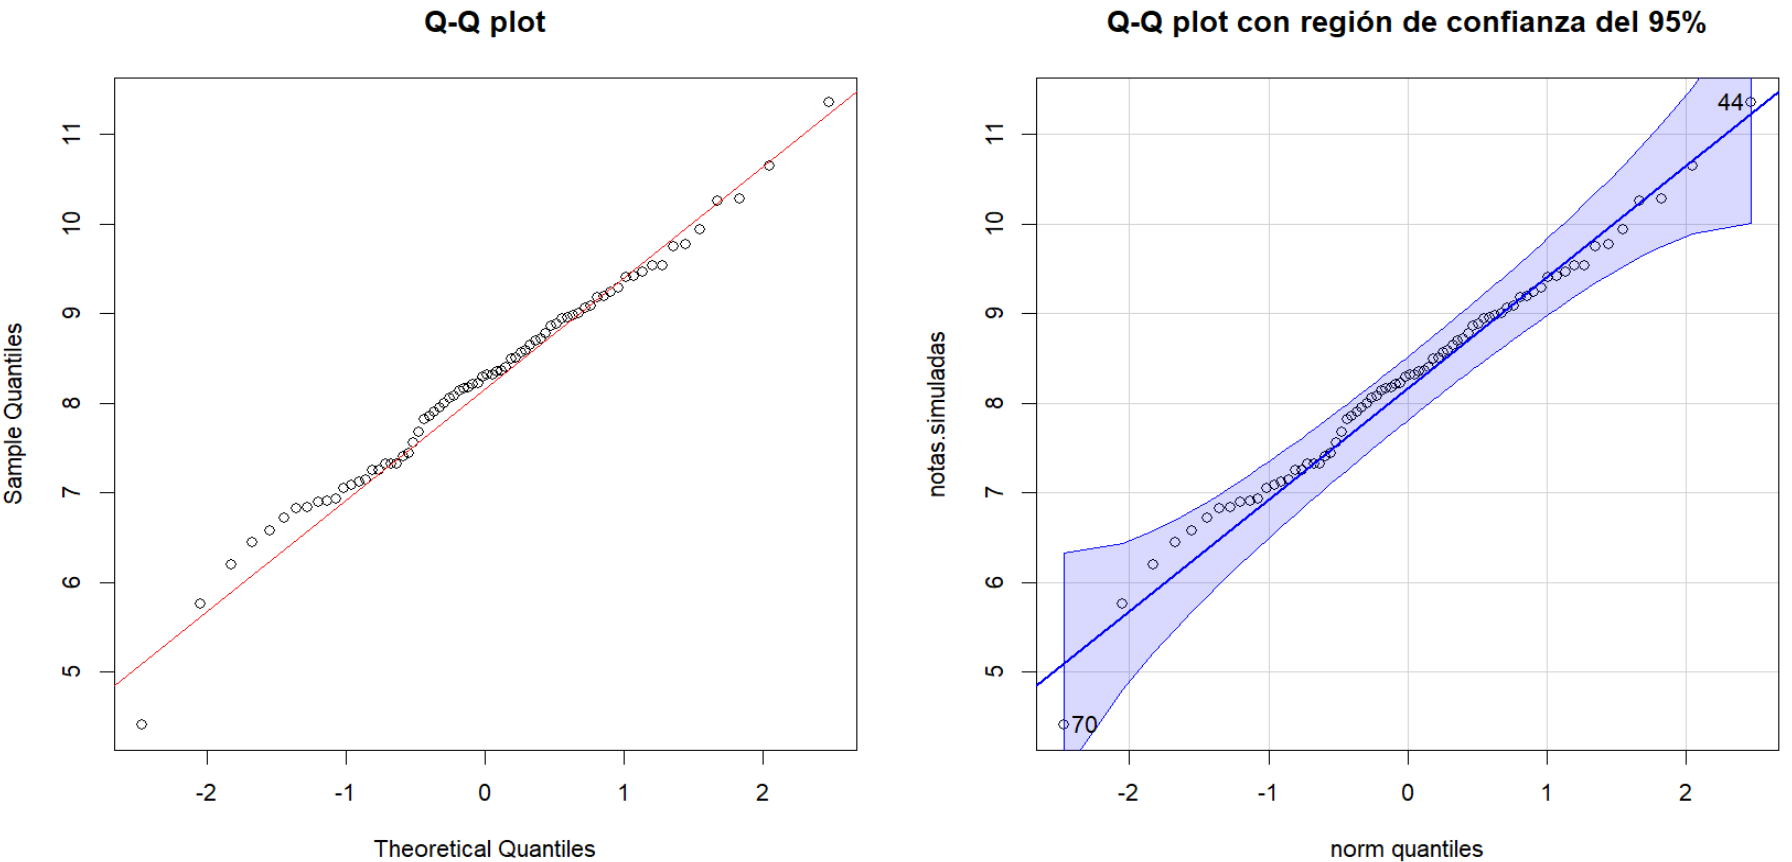 Q-Q plot
Sample Quantiles
11
10
9
8
7
6
5
-2 -1 0 1 2
Theoretical Quantiles
Q-Q plot con región de confianza del 95%
notas.simuladas
11
10
9
8
7
6
5
44
70
-2 -1 0 1 2
norm quantiles